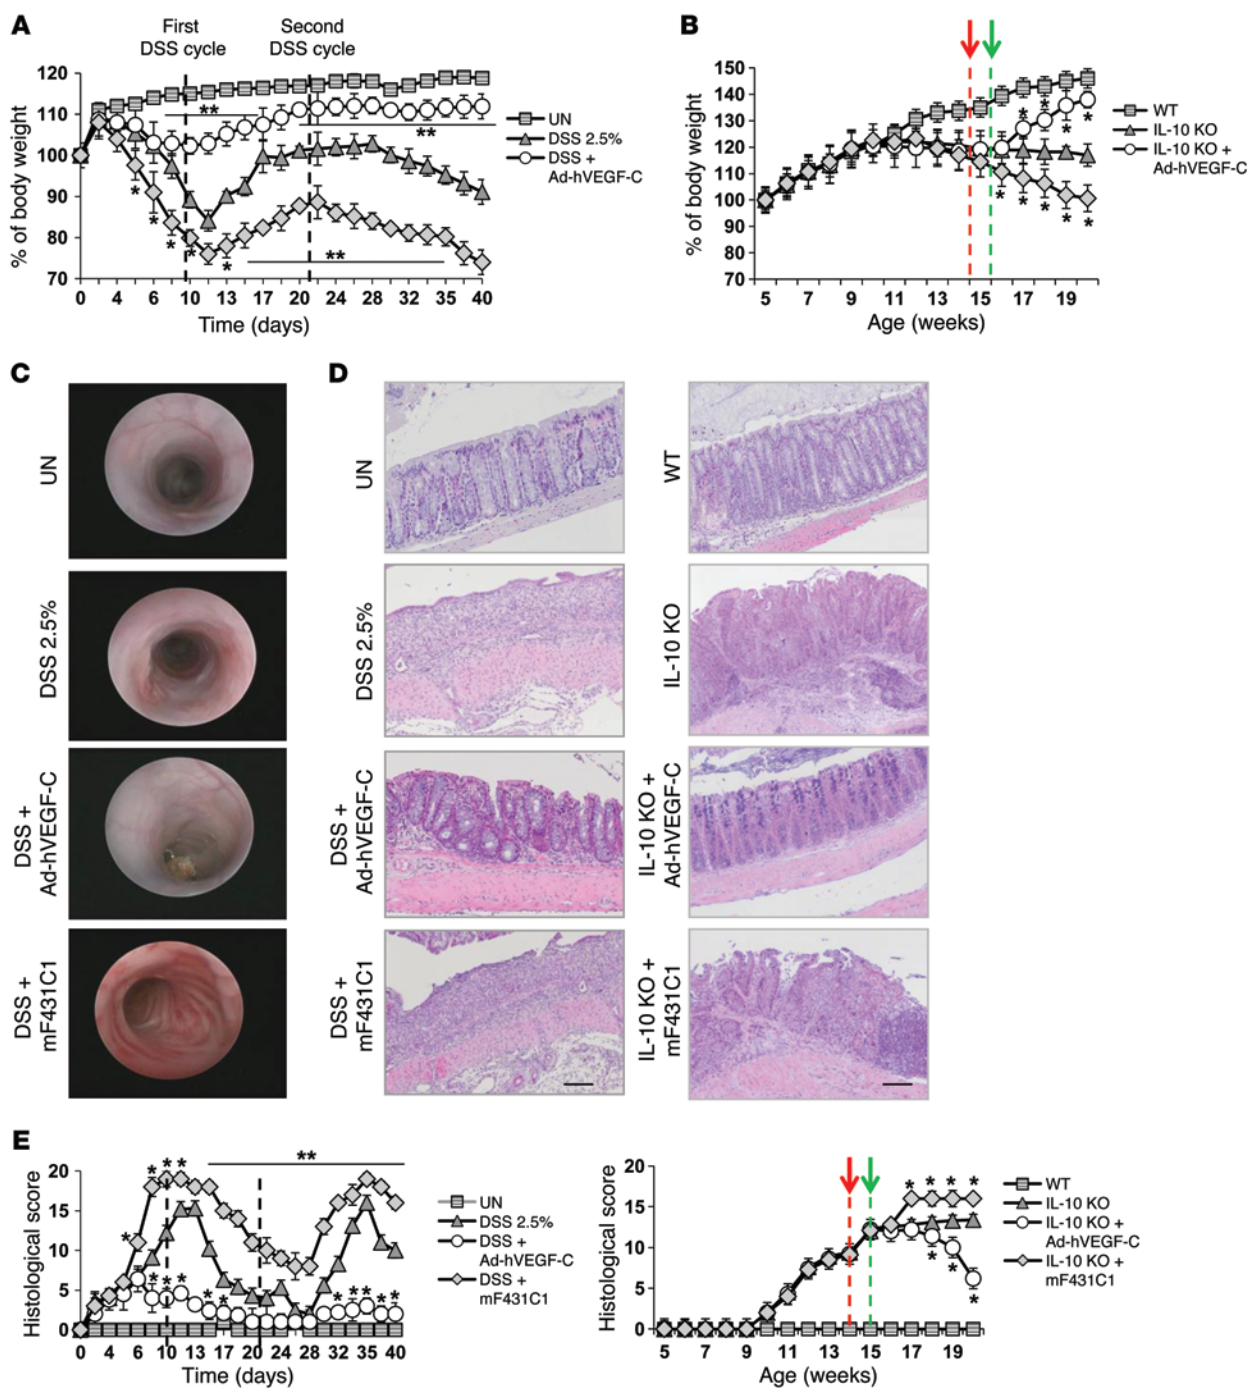 A
First
DSS cycle
Second
DSS cycle
120
110
100
90
80
70
% of body weight
**
**
*
*
*
*
*
**
0 4 6 10 13 17 20 24 28 32 36 40
Time (days)
UN
DSS 2.5%
DSS +
Ad-hVEGF-C
B
150
140
130
120
110
100
90
80
70
% of body weight
* * * *
* * * * *
5 7 9 11 13 15 17 19
Age (weeks)
WT
IL-10 KO
IL-10 KO +
Ad-hVEGF-C
C
UN
DSS 2.5%
DSS +
Ad-hVEGF-C
DSS +
mF431C1
D
UN
DSS 2.5%
DSS +
Ad-hVEGF-C
DSS +
mF431C1
WT
IL-10 KO
IL-10 KO +
Ad-hVEGF-C
IL-10 KO +
mF431C1
E
20
15
10
5
0
Histological score
* * * *
**
* * * * * * * * * *
0 4 6 10 13 17 21 24 28 32 35 40
Time (days)
UN
DSS 2.5%
DSS +
Ad-hVEGF-C
DSS +
mF431C1
20
15
10
5
0
Histological score
* * * *
* * *
5 7 9 11 13 15 17 19
Age (weeks)
WT
IL-10 KO
IL-10 KO +
Ad-hVEGF-C
IL-10 KO +
mF431C1